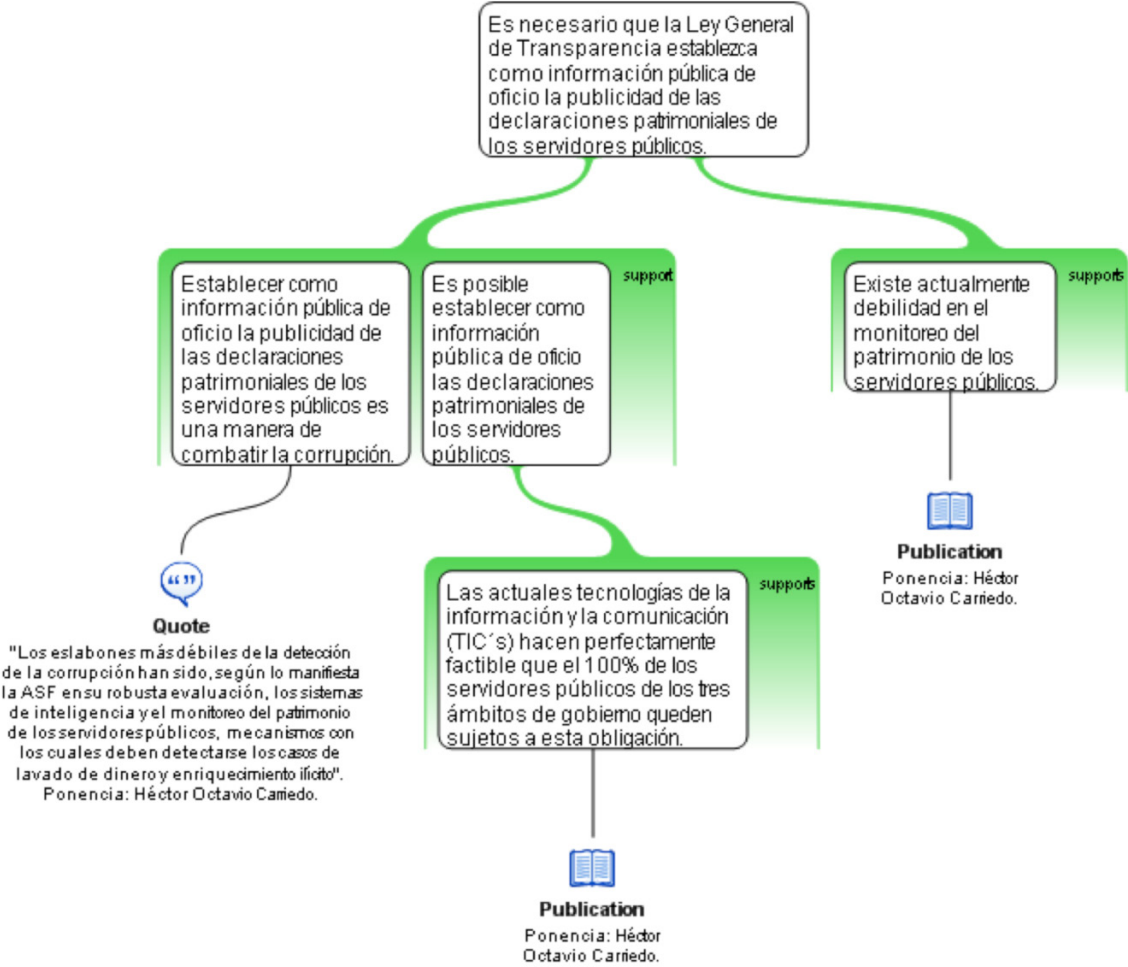 Es necesario que la Ley General
de Transparencia establezca
como información pública de
oficio la publicidad de las
declaraciones patrimoniales de
los servidores públicos.
Establecer como
información pública de
oficio la publicidad de
las declaraciones
patrimoniales de los
servidores públicos es
una manera de
combatir la corrupción.
Es posible
establecer como
información
pública de oficio
las declaraciones
patrimoniales de
los servidores
públicos.
support
Existe actualmente
debilidad en el
monitoreo del
patrimonio de los
servidores públicos.
supports
Publication
Ponencia: Héctor
Octavio Carriedo.
Quote
"Los eslabones más débiles de la detección
de la corrupción han sido, según lo manifiesta
la ASF en su robusta evaluación, los sistemas
de inteligencia y el monitoreo del patrimonio
de los servidores públicos, mecanismos con
los cuales deben detectarse los casos de
lavado de dinero y enriquecimiento ilícito".
Ponencia: Héctor Octavio Carriedo.
Las actuales tecnologías de la
información y la comunicación
(TIC´s) hacen perfectamente
factible que el 100% de los
servidores públicos de los tres
ámbitos de gobierno queden
sujetos a esta obligación.
supports
Publication
Ponencia: Héctor
Octavio Carriedo.